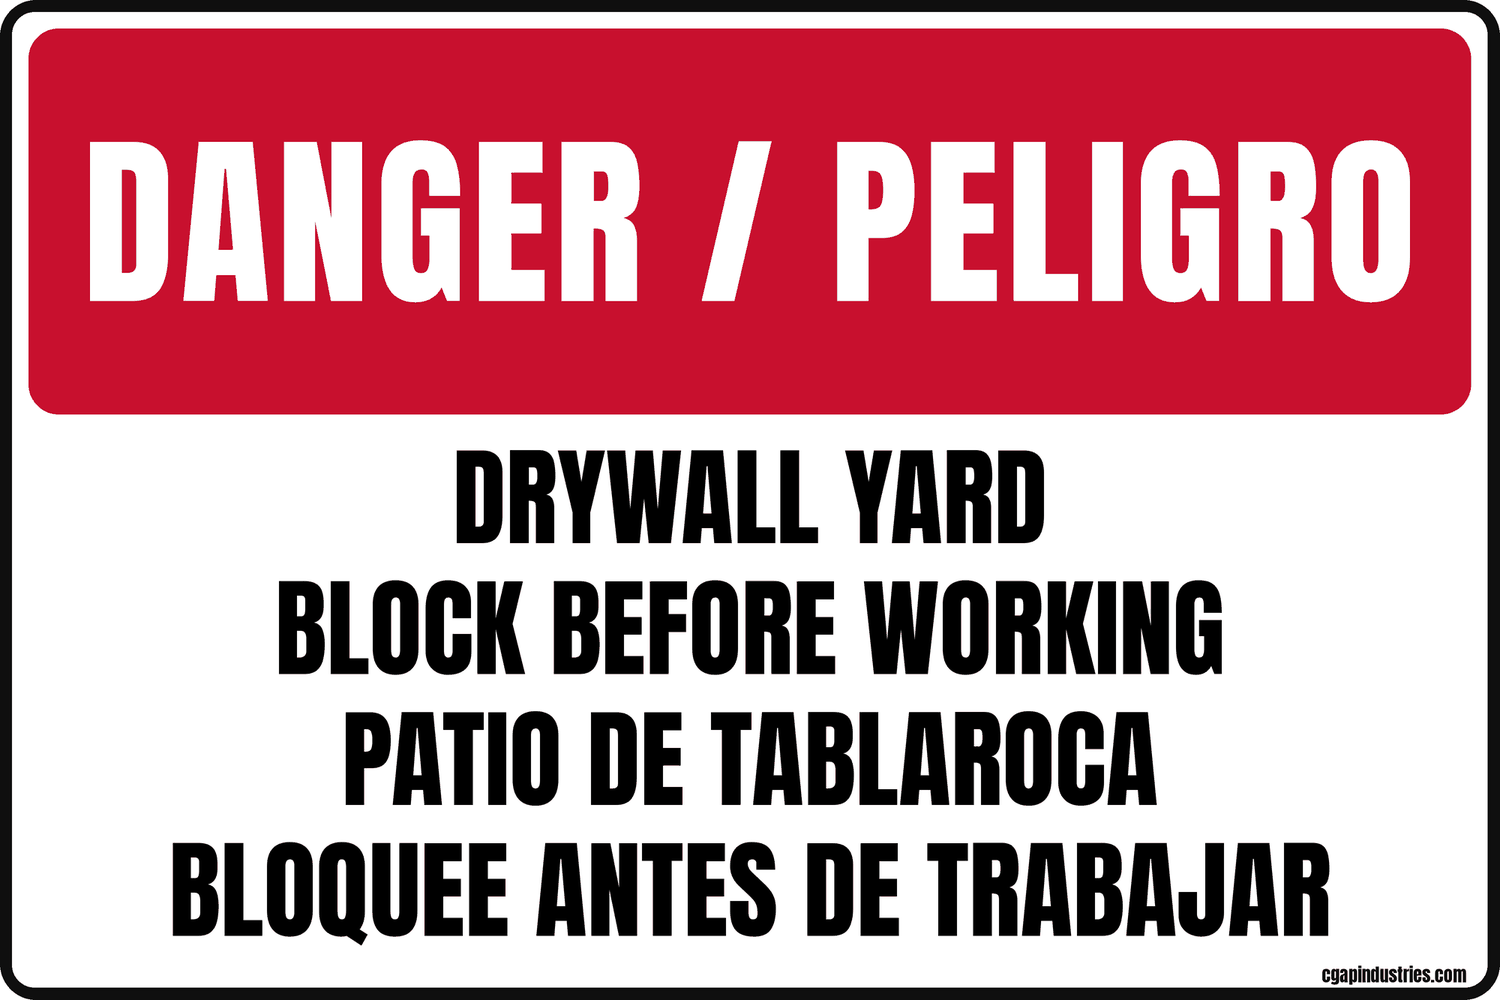 DANGER / PELIGRO
DRYWALL YARD
BLOCK BEFORE WORKING
PATIO DE TABLAROCA
BLOQUEE ANTES DE TRABAJAR
cgapindustries.com